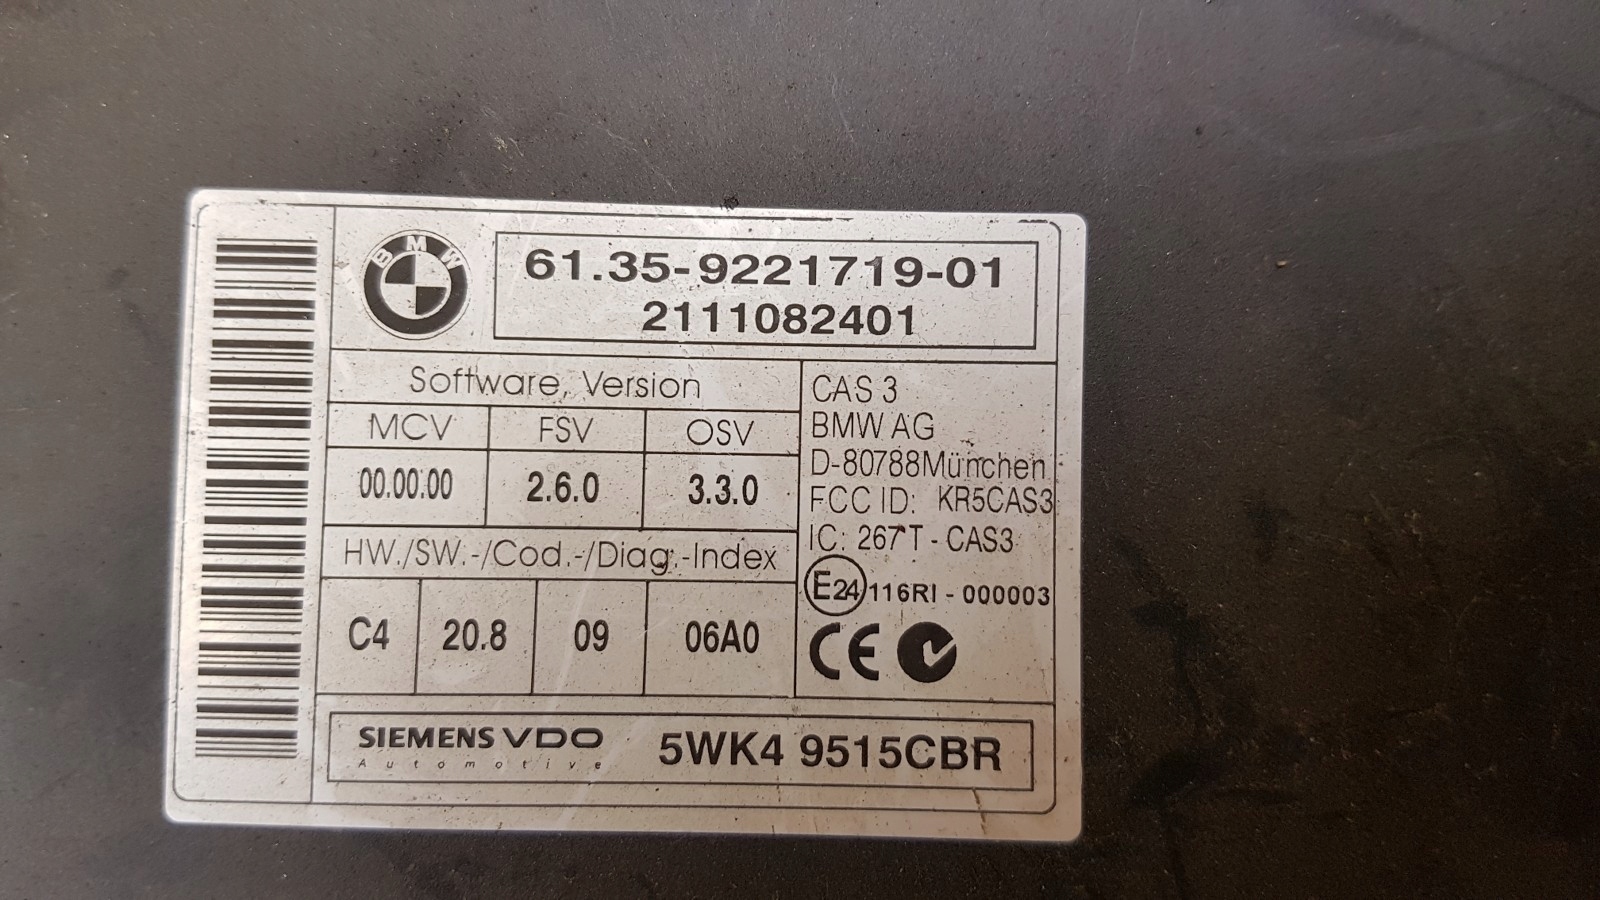 BMW
61.35-9221719-01
2111082401
Software, Version
MCV FSV OSV
00.00.00 2.6.0 3.3.0
HW./SW.-/Cod.-/Diag.-Index
C4 20.8 09 06A0
CAS 3
BMW AG
D-80788München
FCC ID: KR5CAS3
IC: 267T - CAS3
E24 116RI - 000003
CE
SIEMENS VDO
Automotive
5WK4 9515CBR